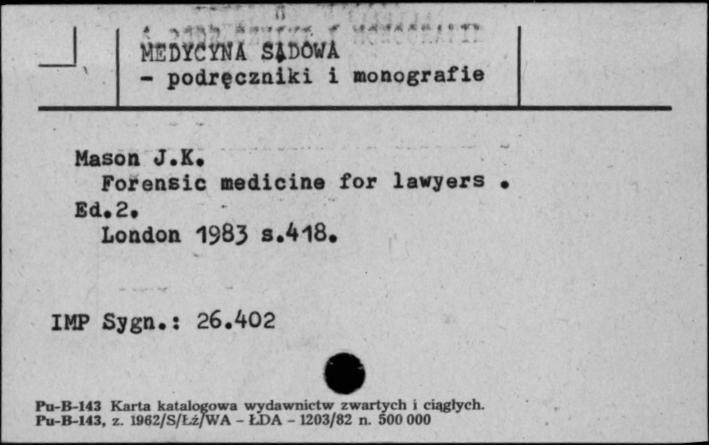 MEDYCYNA SĄDOWA
- podręczniki i monografie
Mason J.K.
Forensic medicine for lawyers .
Ed.2.
London 1983 s.418.
IMP Sygn.: 26.402
Pu-B-143 Karta katalogowa wydawnictw zwartych i ciągłych.
Pu-B-143, z. 1962/S/Łź/WA - ŁDA - 1203/82 n. 500 000